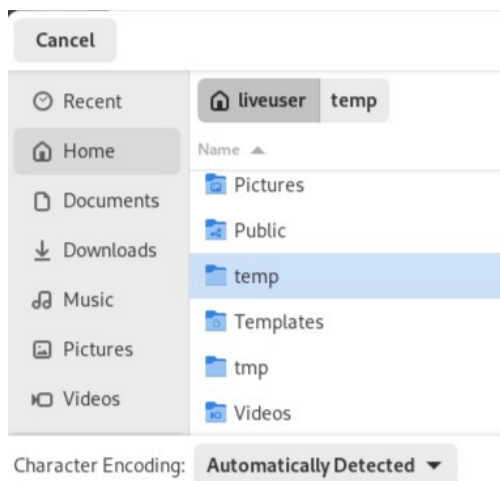 Cancel
Recent
Home
Documents
Downloads
Music
Pictures
Videos
liveuser temp
Name
Pictures
Public
temp
Templates
tmp
Videos
Character Encoding: Automatically Detected